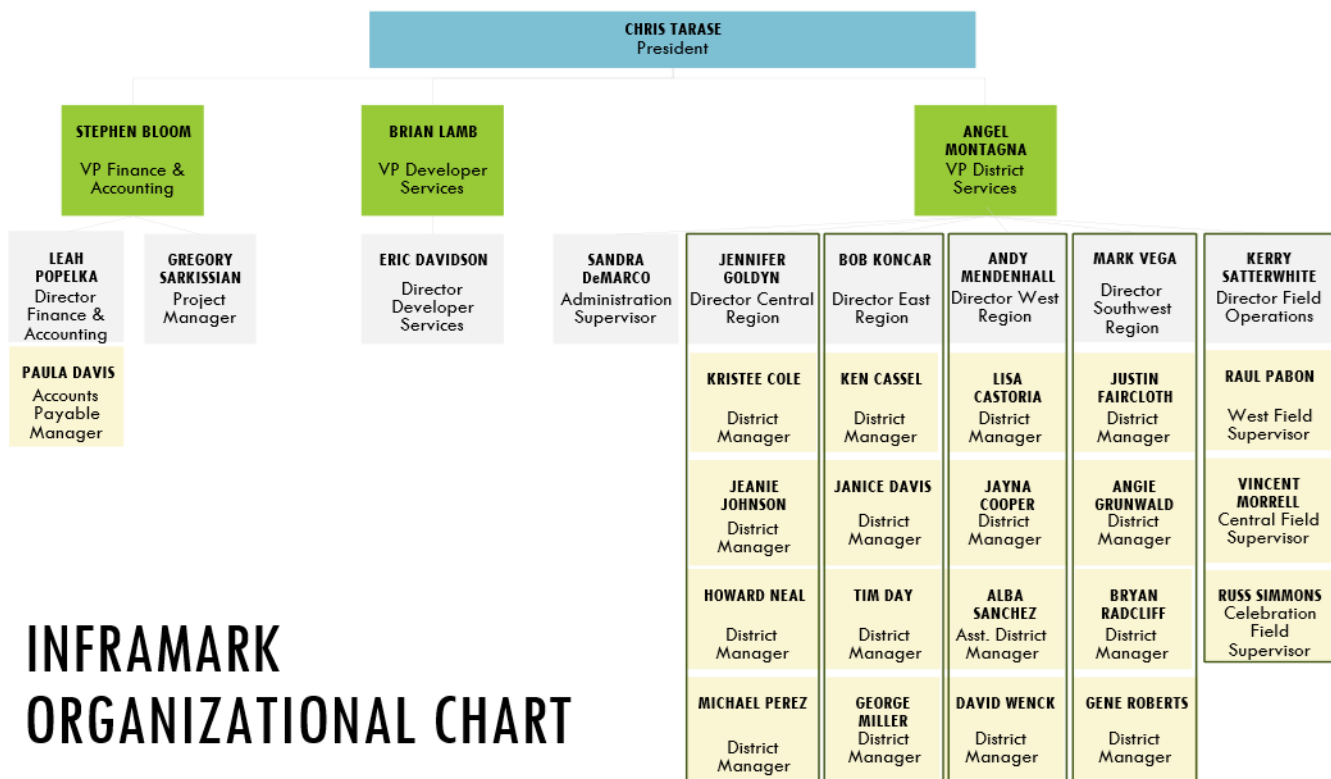 CHRIS TARASE
President
STEPHEN BLOOM
VP Finance &
Accounting
BRIAN LAMB
VP Developer
Services
ANGEL
MONTAGNA
VP District
Services
LEAH
POPELKA
Director
Finance &
Accounting
GREGORY
SARKISSIAN
Project
Manager
ERIC DAVIDSON
Director
Developer
Services
SANDRA
DeMARCO
Administration
Supervisor
JENNIFER
GOLDYN
Director Central
Region
BOB KONCAR
Director East
Region
ANDY
MENDENHALL
Director West
Region
MARK VEGA
Director
Southwest
Region
KERRY
SATTERWHITE
Director Field
Operations
PAULA DAVIS
Accounts
Payable
Manager
KRISTEE COLE
District
Manager
KEN CASSEL
District
Manager
LISA
CASTORIA
District
Manager
JUSTIN
FAIRCLOTH
District
Manager
RAUL PABON
West Field
Supervisor
JEANIE
JOHNSON
District
Manager
JANICE DAVIS
District
Manager
JAYNA
COOPER
District
Manager
ANGIE
GRUNWALD
District
Manager
VINCENT
MORRELL
Central Field
Supervisor
HOWARD NEAL
District
Manager
TIM DAY
District
Manager
ALBA
SANCHEZ
Asst. District
Manager
BRYAN
RADCLIFF
District
Manager
RUSS SIMMONS
Celebration
Field
Supervisor
MICHAEL PEREZ
District
Manager
GEORGE
MILLER
District
Manager
DAVID WENCK
District
Manager
GENE ROBERTS
District
Manager
INFRAMARK
ORGANIZATIONAL CHART